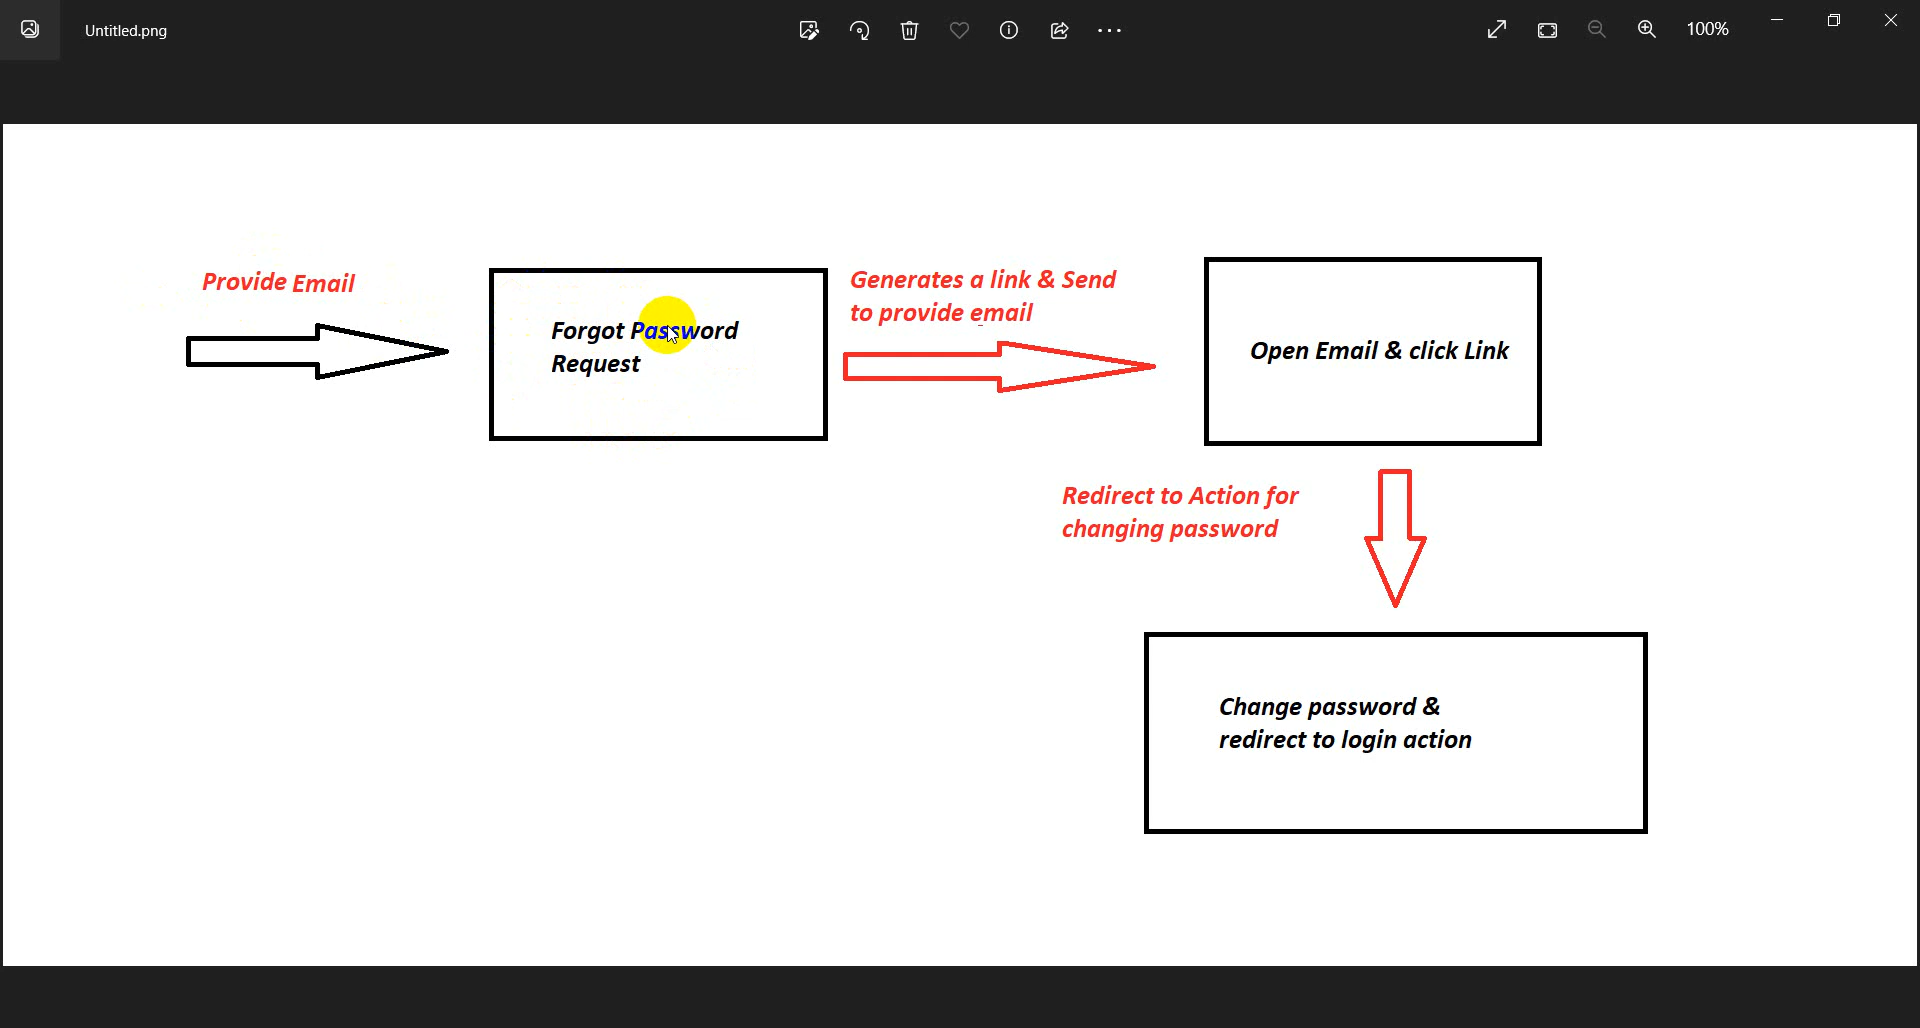 Untitled.png
100%
Provide Email
Forgot Password
Request
Generates a link & Send
to provide email
Open Email & click Link
Redirect to Action for
changing password
Change password &
redirect to login action